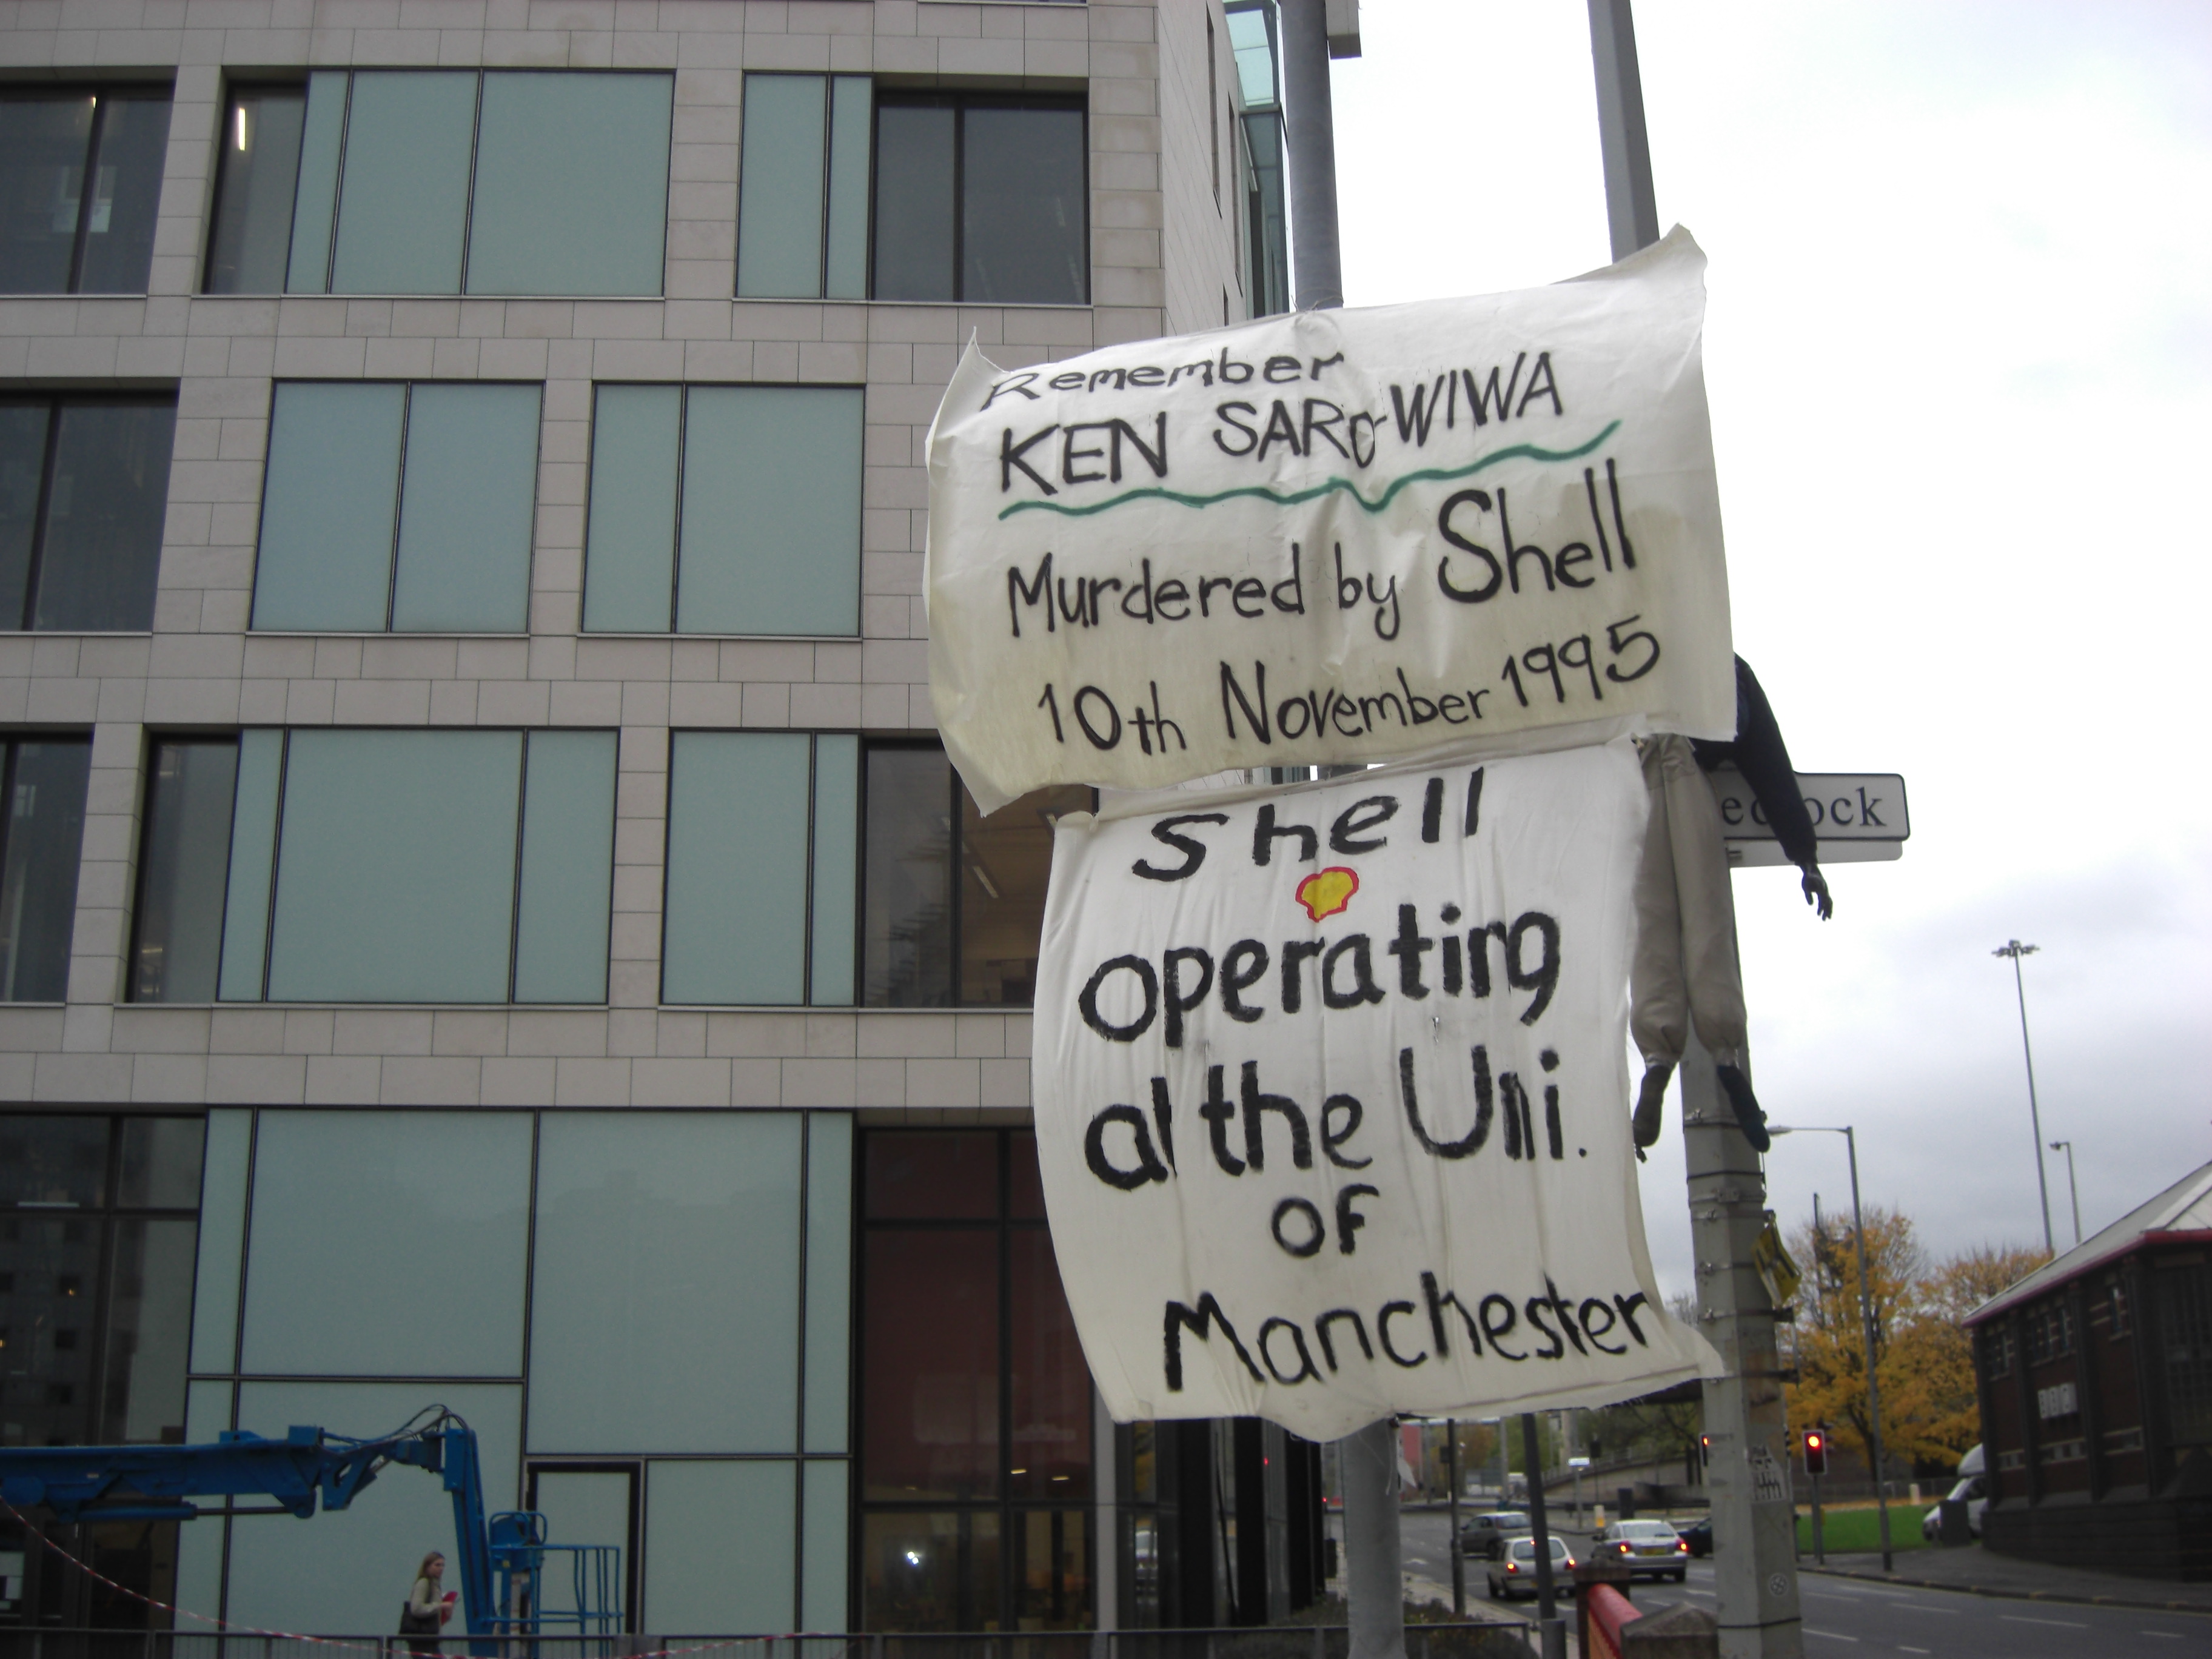 Remember
KEN SARO-WIWA
Murdered by Shell
10th November 1995
Shell
operating
at the Uni.
OF
Manchester